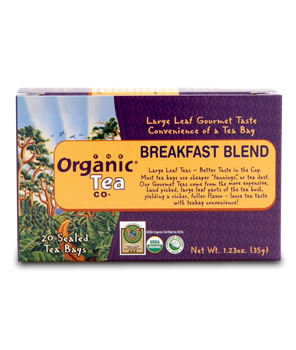 Large Leaf Gourmet Taste
Convenience of a Tea Bag
THE
Organic®
Tea
CO.
BREAKFAST BLEND
Large Leaf Teas – Better Taste in the Cup.
Most tea bags use cheaper "fannings," or tea dust.
Our Gourmet Teas come from the more expensive,
hand picked, large leaf parts of the tea bush,
yielding a richer, fuller flavor – loose tea taste
with teabag convenience!
20 Sealed
Tea Bags
USDA
ORGANIC
Net Wt. 1.23oz. (35g)